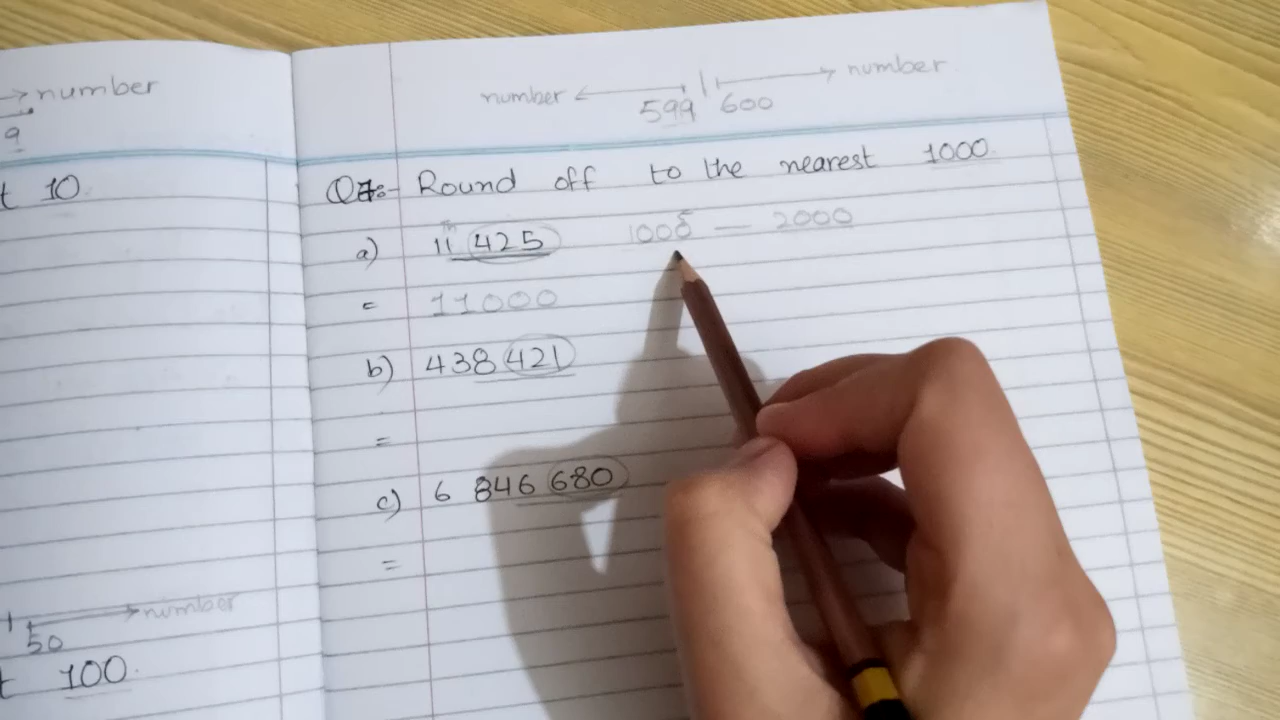 number
9
t 10
50 number
t 100
number 599 600 number
Q7:- Round off to the nearest 1000
a) 11 425 1000 — 2000
= 11000
b) 438 421
=
c) 6 846 680
=